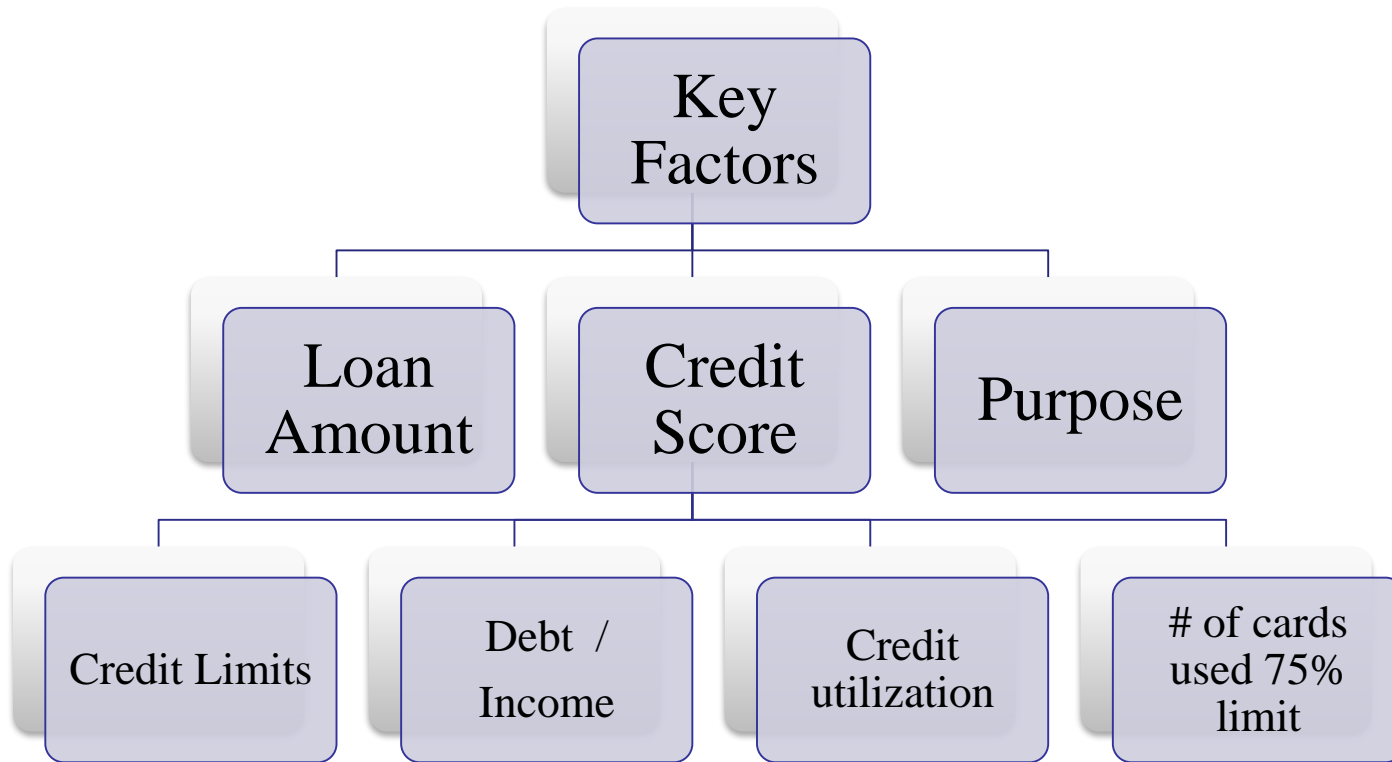 Key
Factors
Loan
Amount
Credit
Score
Purpose
Credit Limits
Debt /
Income
Credit
utilization
# of cards
used 75%
limit